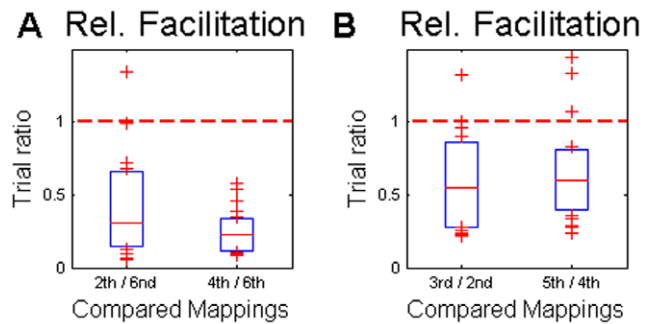 A Rel. Facilitation
Trial ratio
1
0.5
0
2th / 6nd 4th / 6th
Compared Mappings
B Rel. Facilitation
Trial ratio
1
0.5
0
3rd / 2nd 5th / 4th
Compared Mappings